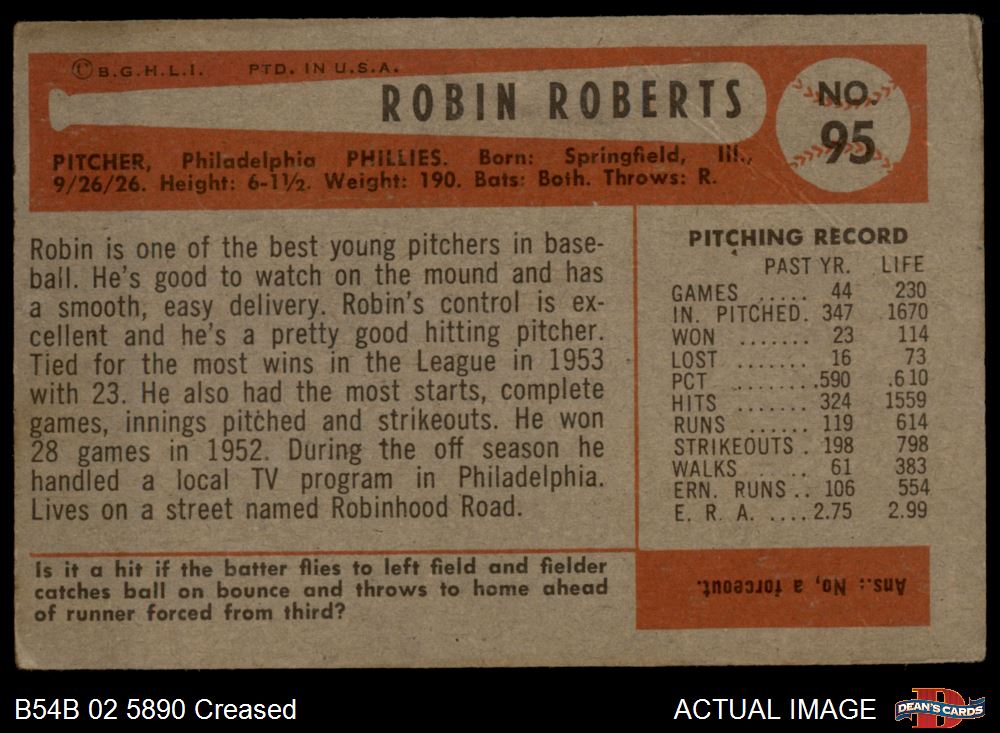 ©B.G.H.L.I. PTD. IN U.S.A.
ROBIN ROBERTS
NO.
95
PITCHER, Philadelphia PHILLIES. Born: Springfield, Ill.,
9/26/26. Height: 6-1½. Weight: 190. Bats: Both. Throws: R.
Robin is one of the best young pitchers in base-
ball. He's good to watch on the mound and has
a smooth, easy delivery. Robin's control is ex-
cellent and he's a pretty good hitting pitcher.
Tied for the most wins in the League in 1953
with 23. He also had the most starts, complete
games, innings pitched and strikeouts. He won
28 games in 1952. During the off season he
handled a local TV program in Philadelphia.
Lives on a street named Robinhood Road.
PITCHING RECORD
PAST YR. LIFE
GAMES ...... 44 230
IN. PITCHED. 347 1670
WON ....... 23 114
LOST ....... 16 73
PCT ........ .590 .610
HITS ....... 324 1559
RUNS ...... 119 614
STRIKEOUTS . 198 798
WALKS ..... 61 383
ERN. RUNS .. 106 554
E. R. A. .... 2.75 2.99
Is it a hit if the batter flies to left field and fielder
catches ball on bounce and throws to home ahead
of runner forced from third?
Ans.: No, a forceout.
B54B 02 5890 Creased
ACTUAL IMAGE
D
DEAN'S CARDS